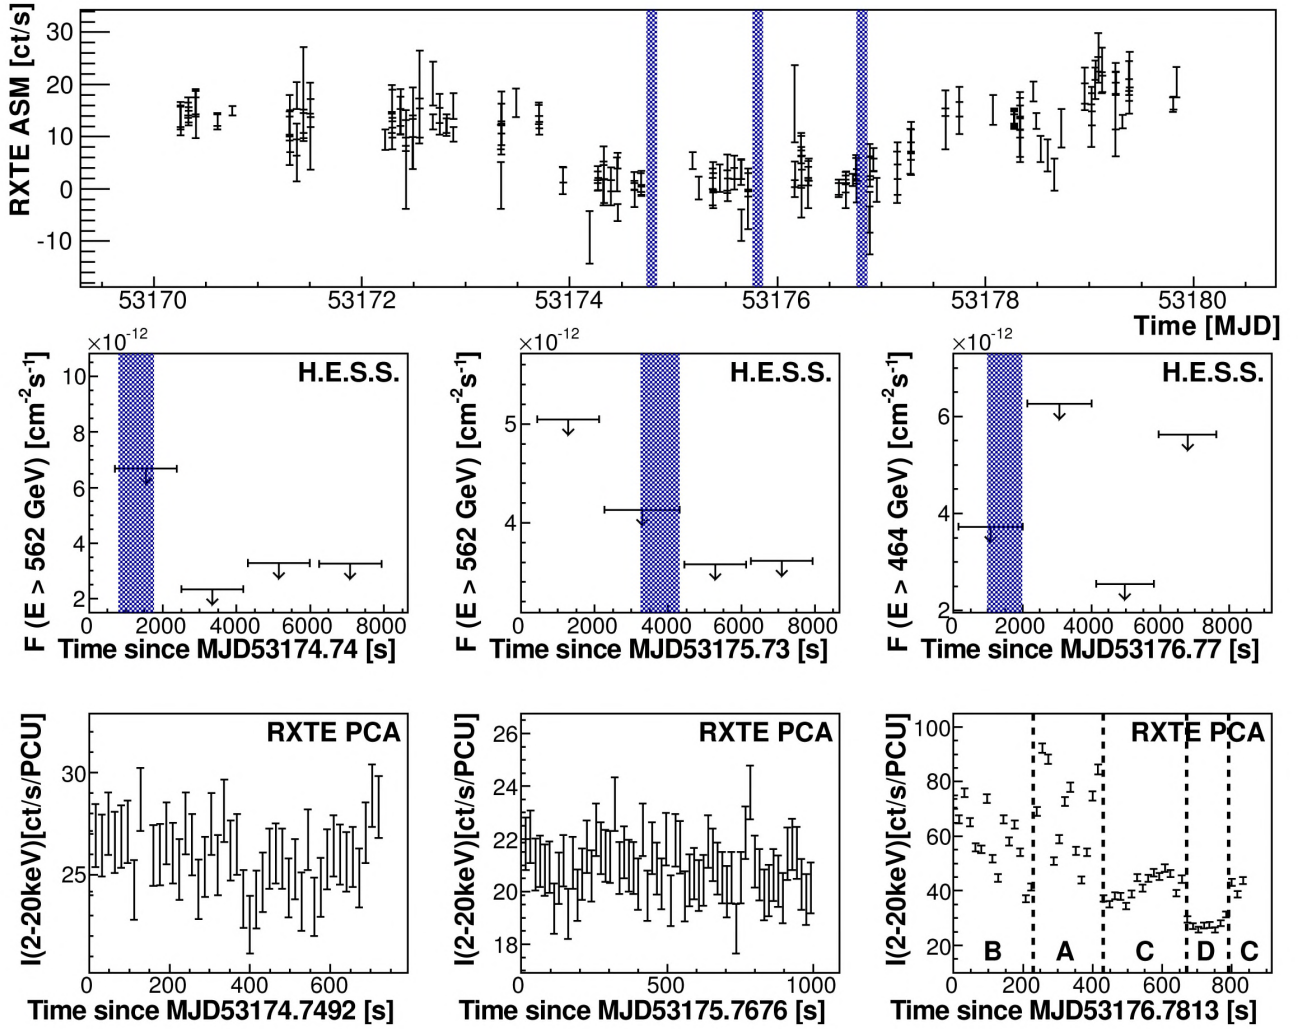 RXTE ASM [ct/s]
30
20
10
0
-10
53170 53172 53174 53176 53178 53180
Time [MJD]
×10⁻¹² ×10⁻¹² ×10⁻¹²
H.E.S.S. H.E.S.S. H.E.S.S.
F (E > 562 GeV) [cm⁻²s⁻¹]
10
8
6
4
2
0 2000 4000 6000 8000
Time since MJD53174.74 [s]
F (E > 562 GeV) [cm⁻²s⁻¹]
5
4
0 2000 4000 6000 8000
Time since MJD53175.73 [s]
F (E > 464 GeV) [cm⁻²s⁻¹]
6
4
2
0 2000 4000 6000 8000
Time since MJD53176.77 [s]
I(2-20keV)[ct/s/PCU]
RXTE PCA
30
25
0 200 400 600
Time since MJD53174.7492 [s]
I(2-20keV)[ct/s/PCU]
RXTE PCA
26
24
22
20
18
0 500 1000
Time since MJD53175.7676 [s]
I(2-20keV)[ct/s/PCU]
RXTE PCA
100
80
60
40
20
B A C D C
0 200 400 600 800
Time since MJD53176.7813 [s]